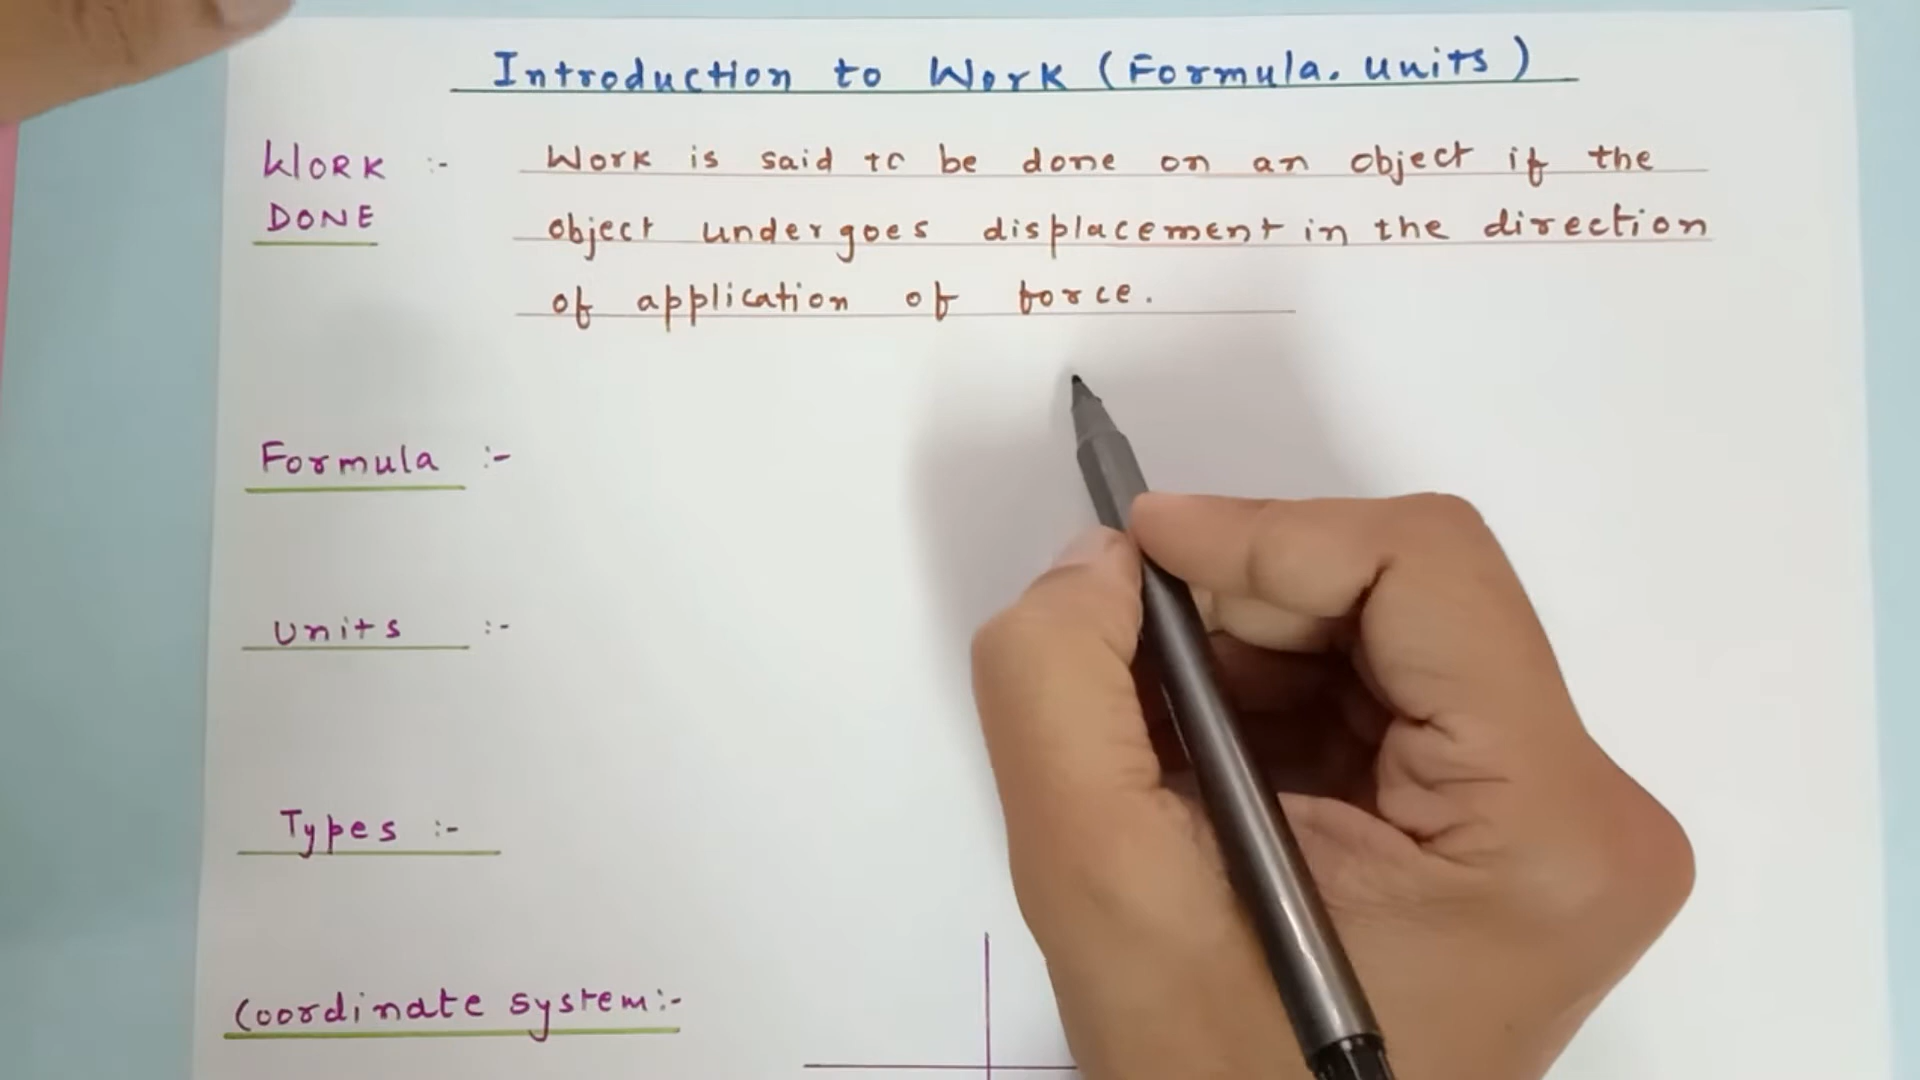 Introduction to Work (Formula. Units)
WORK DONE :- Work is said to be done on an object if the
object undergoes displacement in the direction
of application of force.
Formula :-
Units :-
Types :-
Coordinate system:-